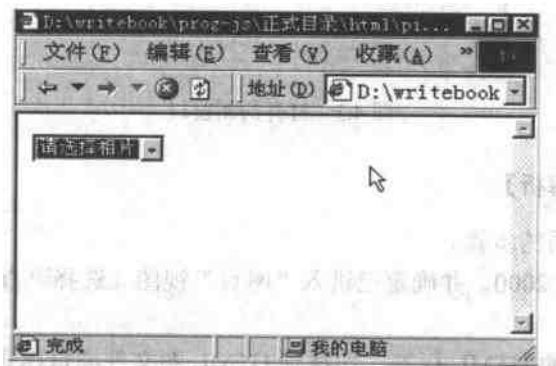 D:\writebook\prog-js\正式目录\html\pi...
文件(F) 编辑(E) 查看(V) 收藏(A) »
地址(D) D:\writebook
请选择相片
2000。
完成 我的电脑